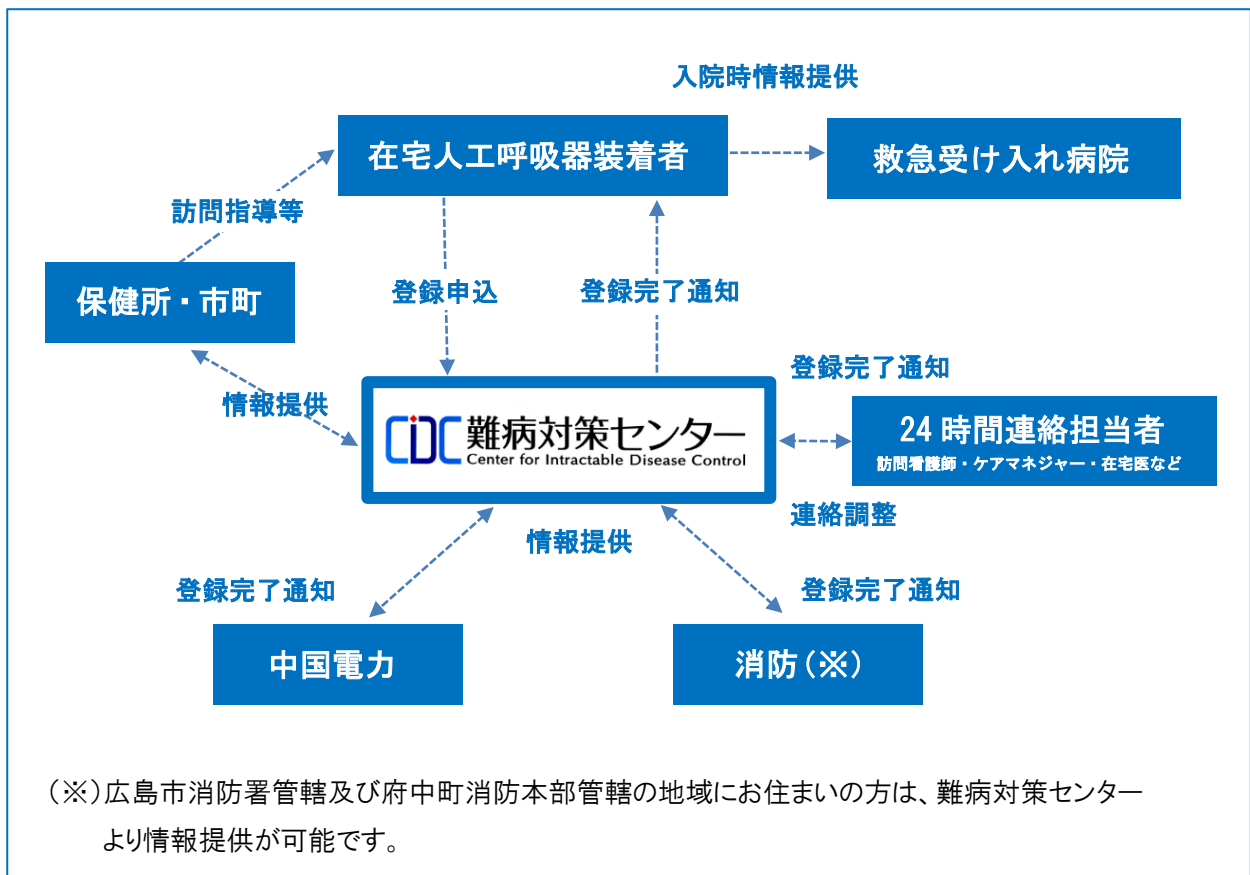 入院時情報提供
在宅人工呼吸器装着者
救急受け入れ病院
訪問指導等
保健所・市町
登録申込
登録完了通知
登録完了通知
情報提供
CIDC 難病対策センター
Center for Intractable Disease Control
24時間連絡担当者
訪問看護師・ケアマネジャー・在宅医など
連絡調整
情報提供
登録完了通知
登録完了通知
中国電力
消防(※)
(※)広島市消防署管轄及び府中町消防本部管轄の地域にお住まいの方は、難病対策センター
より情報提供が可能です。